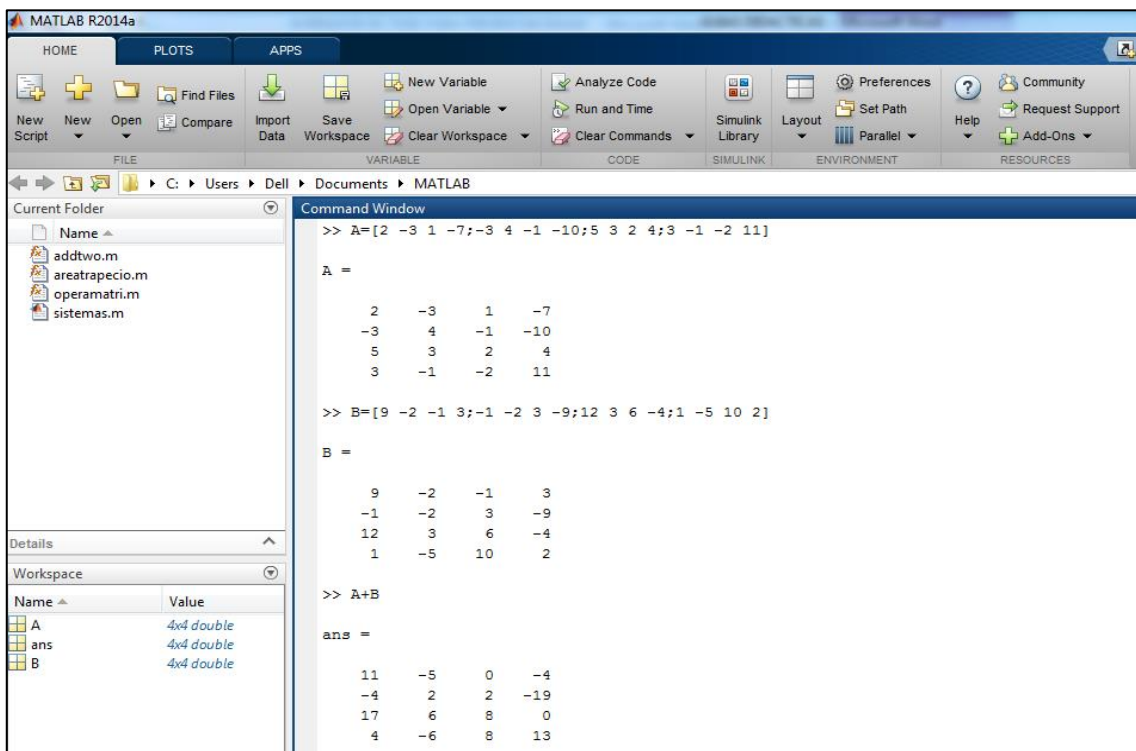 MATLAB R2014a
HOME PLOTS APPS
New Script
New
Open
Find Files
Compare
FILE
Import Data
Save Workspace
New Variable
Open Variable
Clear Workspace
VARIABLE
Analyze Code
Run and Time
Clear Commands
CODE
Simulink Library
SIMULINK
Layout
Preferences
Set Path
Parallel
ENVIRONMENT
Help
Community
Request Support
Add-Ons
RESOURCES
C: Users Dell Documents MATLAB
Current Folder
Name
addtwo.m
areatrapecio.m
operamatri.m
sistemas.m
Details
Workspace
Name Value
A 4x4 double
ans 4x4 double
B 4x4 double
Command Window
>> A=[2 -3 1 -7;-3 4 -1 -10;5 3 2 4;3 -1 -2 11]
A =
2 -3 1 -7
-3 4 -1 -10
5 3 2 4
3 -1 -2 11
>> B=[9 -2 -1 3;-1 -2 3 -9;12 3 6 -4;1 -5 10 2]
B =
9 -2 -1 3
-1 -2 3 -9
12 3 6 -4
1 -5 10 2
>> A+B
ans =
11 -5 0 -4
-4 2 2 -19
17 6 8 0
4 -6 8 13